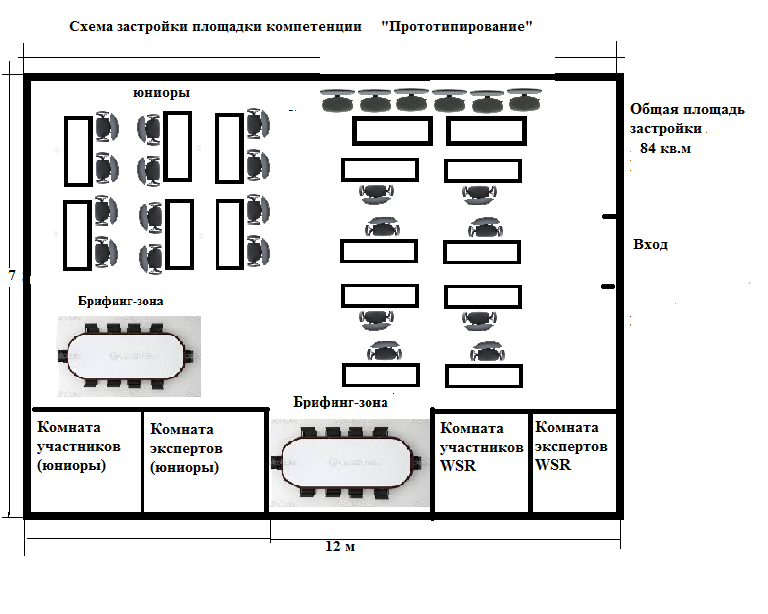 Схема застройки площадки компетенции "Прототипирование"
юниоры
Общая площадь
застройки
84 кв.м
Вход
7
Брифинг-зона
Брифинг-зона
Комната
участников
(юниоры)
Комната
экспертов
(юниоры)
Комната
участников
WSR
Комната
экспертов
WSR
12 м